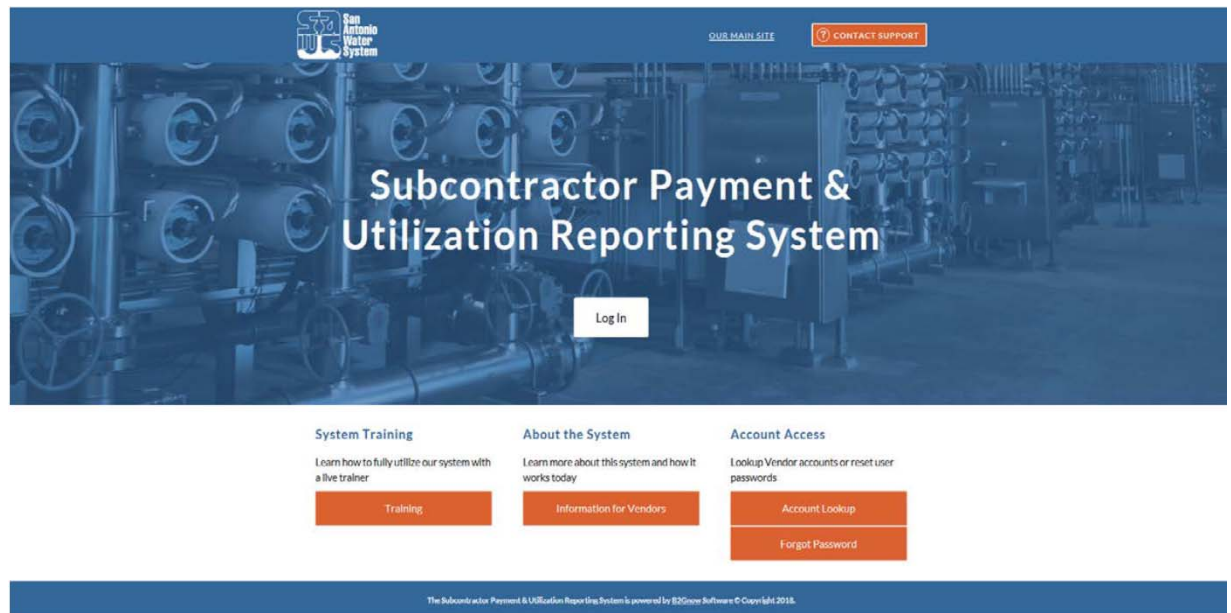 San
Antonio
Water
System
OUR MAIN SITE
? CONTACT SUPPORT
Subcontractor Payment &
Utilization Reporting System
Log In
System Training
Learn how to fully utilize our system with
a live trainer
Training
About the System
Learn more about this system and how it
works today
Information for Vendors
Account Access
Lookup Vendor accounts or reset user
passwords
Account Lookup
Forgot Password
The Subcontractor Payment & Utilization Reporting System is powered by B2Gnow Software © Copyright 2018.